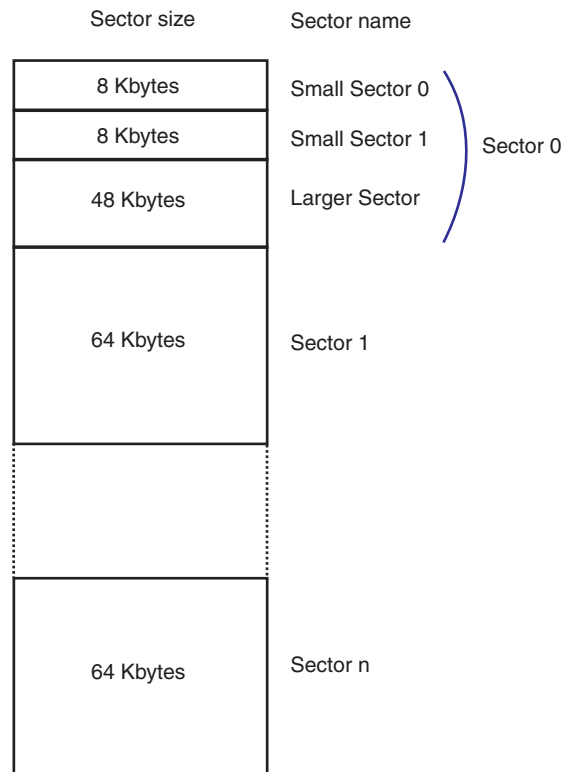 Sector size Sector name
8 Kbytes Small Sector 0
8 Kbytes Small Sector 1 Sector 0
48 Kbytes Larger Sector
64 Kbytes Sector 1
64 Kbytes Sector n